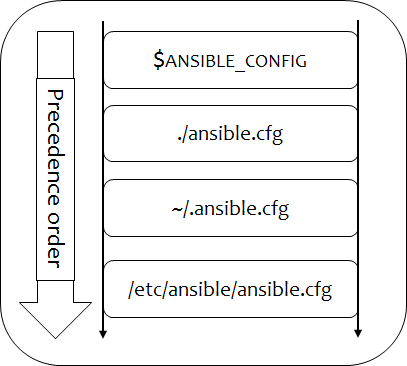 Precedence order
$ANSIBLE_CONFIG
./ansible.cfg
~/.ansible.cfg
/etc/ansible/ansible.cfg